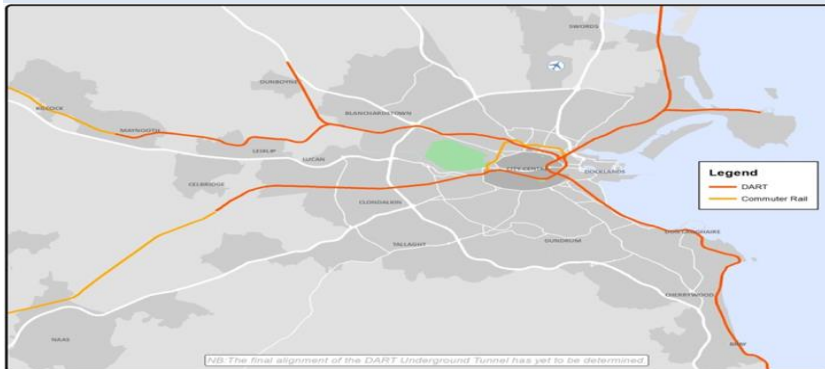 SWORDS
DUNBOYNE
BLANCHARDSTOWN
KILCOCK
MAYNOOTH
LEIXLIP
LUCAN
CITY CENTRE
DOCKLANDS
CELBRIDGE
CLONDALKIN
Legend
DART
Commuter Rail
TALLAGHT
DUNDRUM
DUN LAOGHAIRE
CHERRYWOOD
NAAS
BRAY
NB:The final alignment of the DART Underground Tunnel has yet to be determined